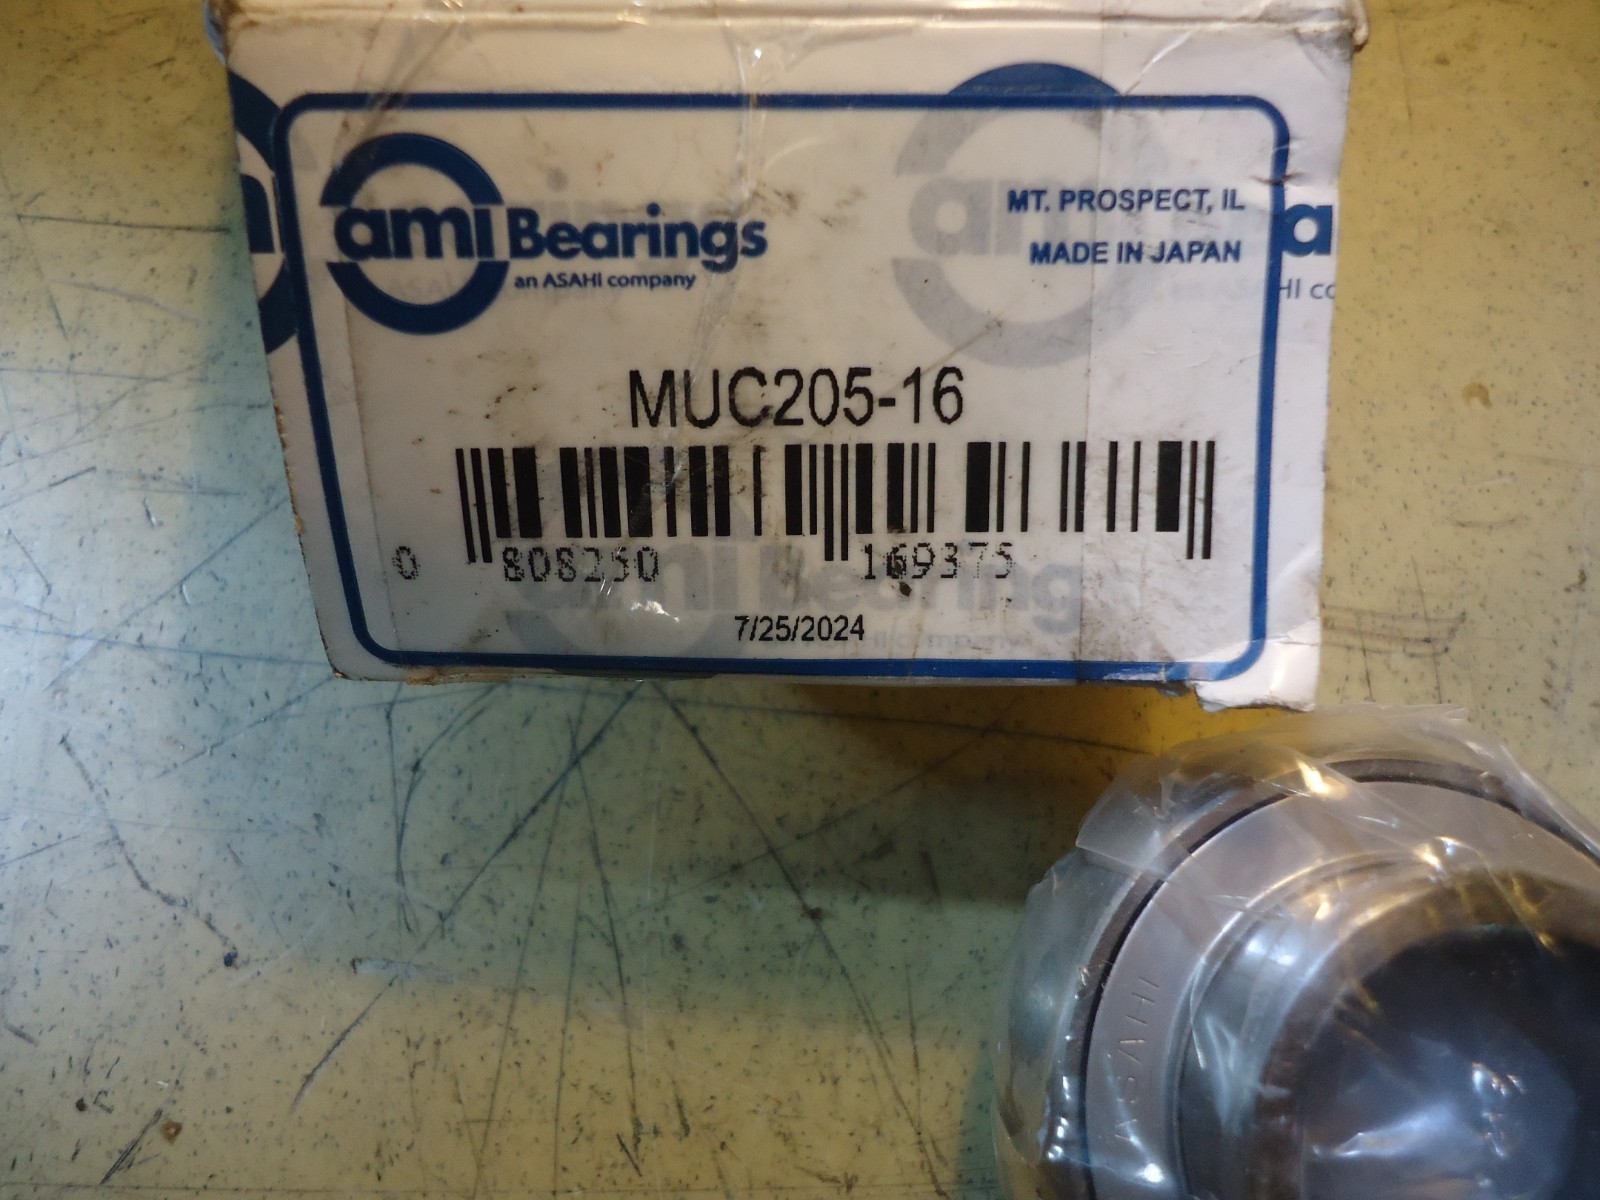 ami Bearings
an ASAHI company
MT. PROSPECT, IL
MADE IN JAPAN
MUC205-16
0 808250 169375
7/25/2024
ASAHI